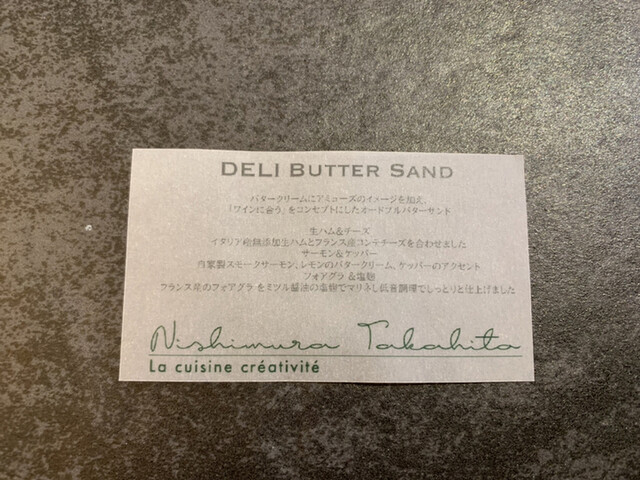 DELI BUTTER SAND
バタークリームにアミューズのイメージを加え、
「ワインに合う」をコンセプトにしたオードブルバターサンド
生ハム&チーズ
イタリア産無添加生ハムとフランス産コンテチーズを合わせました
サーモン&ケッパー
自家製スモークサーモン、レモンのバタークリーム、ケッパーのアクセント
フォアグラ &塩麹
フランス産のフォアグラ をミツル醤油の塩麹でマリネし低音調理でしっとりと仕上げました
Nishimura Takahito
La cuisine créativité